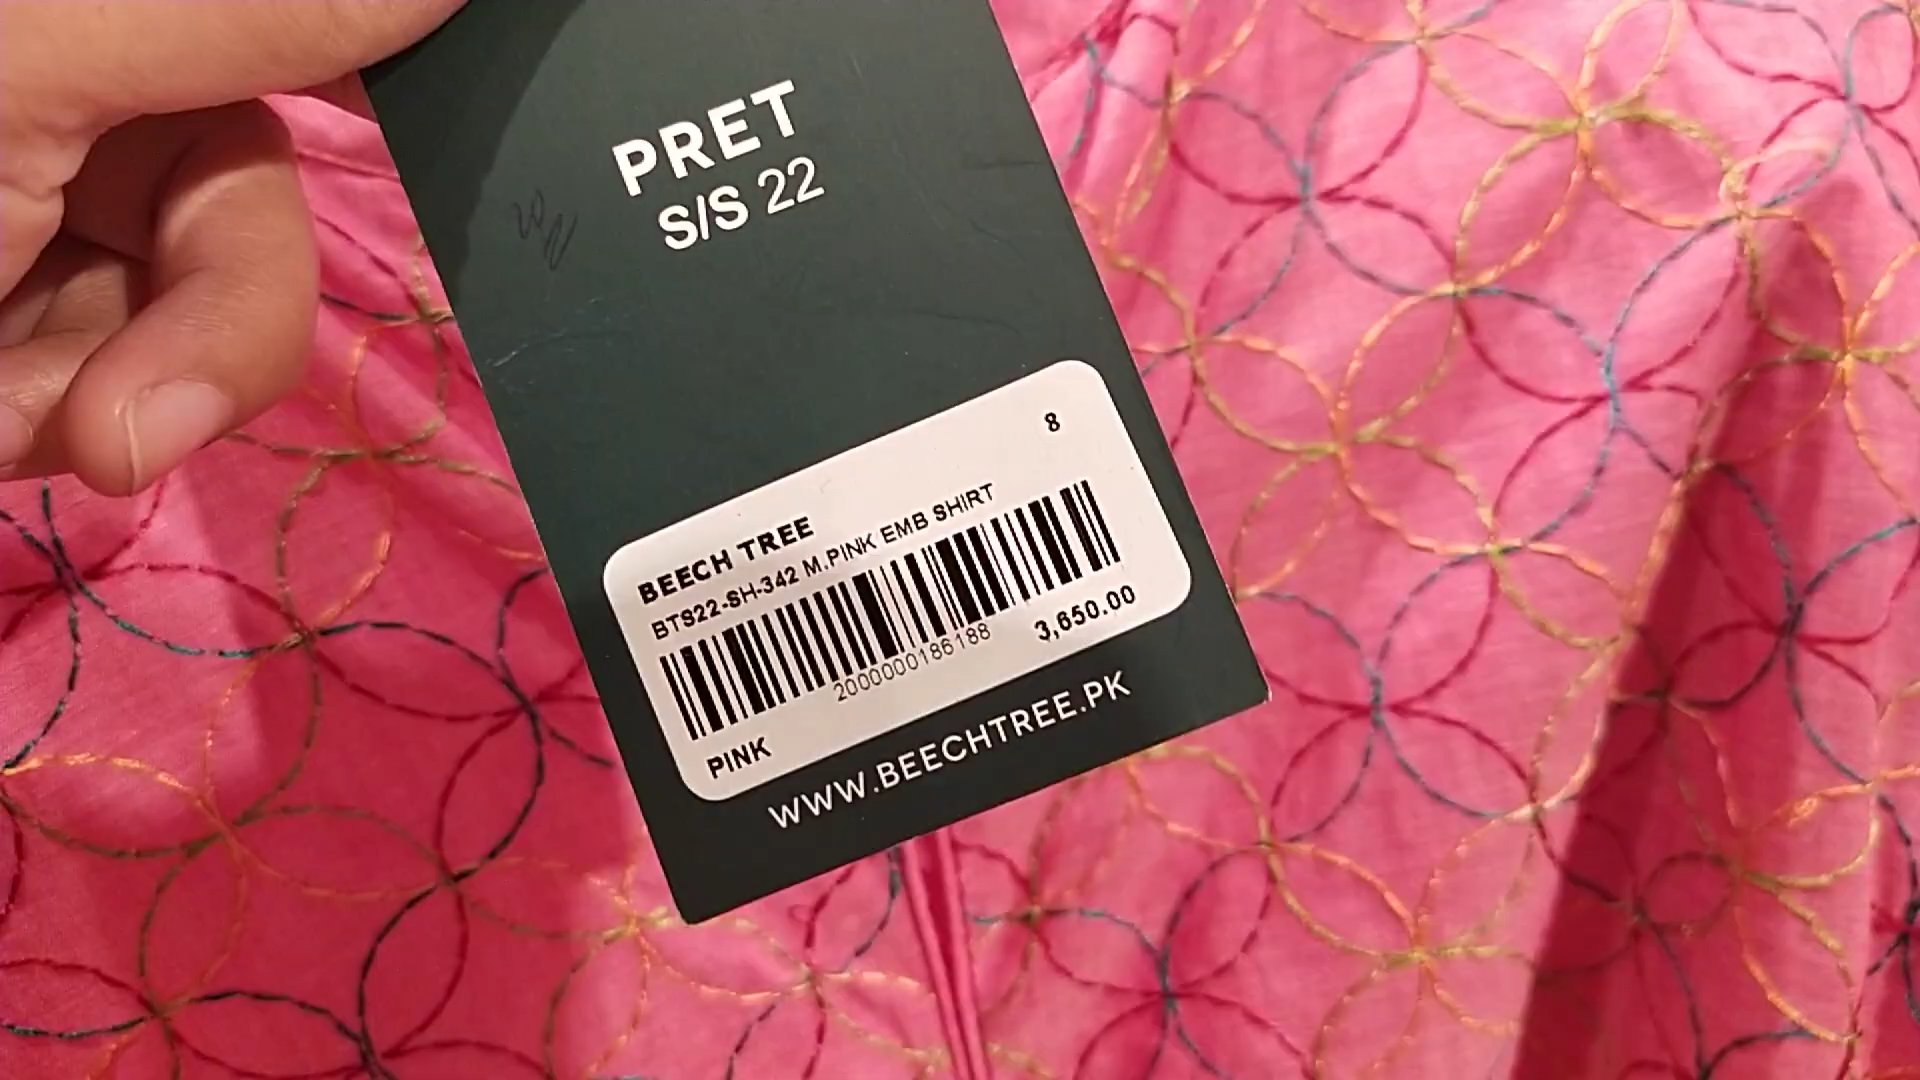 PRET
S/S 22
8
BEECH TREE
BTS22-SH-342 M.PINK EMB SHIRT
2000000186188
3,650.00
PINK
WWW.BEECHTREE.PK